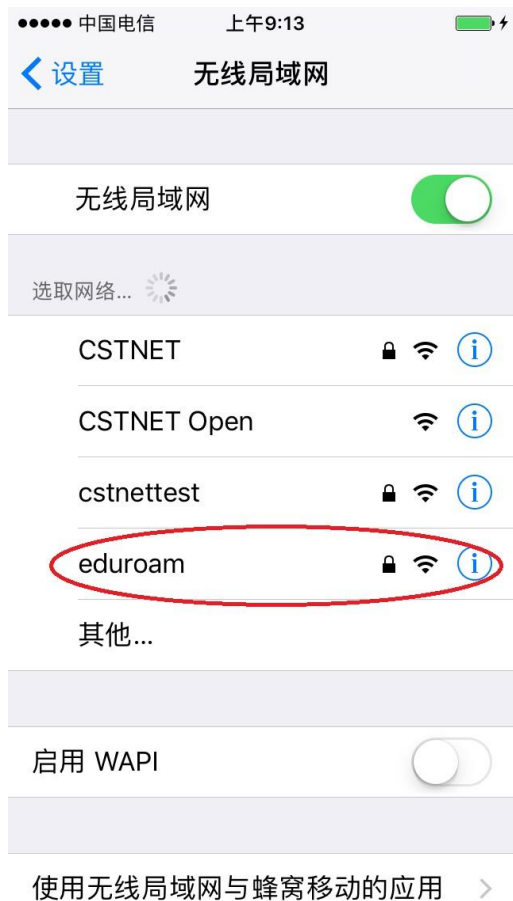 中国电信 上午9:13
设置 无线局域网
无线局域网
选取网络...
CSTNET
CSTNET Open
cstnettest
eduroam
其他...
启用 WAPI
使用无线局域网与蜂窝移动的应用